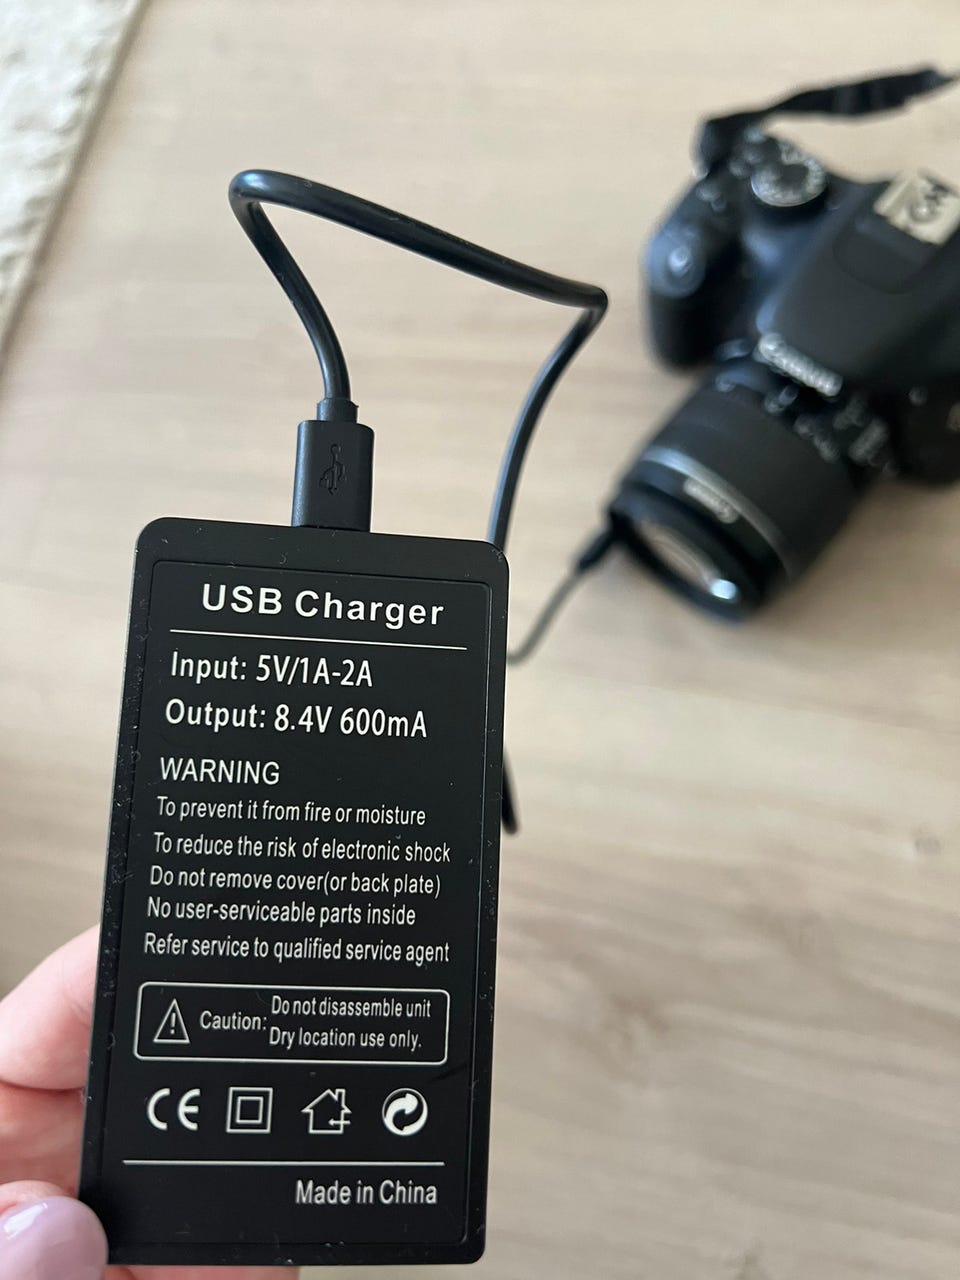 Canon
USB Charger
Input: 5V/1A-2A
Output: 8.4V 600mA
WARNING
To prevent it from fire or moisture
To reduce the risk of electronic shock
Do not remove cover(or back plate)
No user-serviceable parts inside
Refer service to qualified service agent
Caution:
Do not disassemble unit
Dry location use only.
CE
Made in China